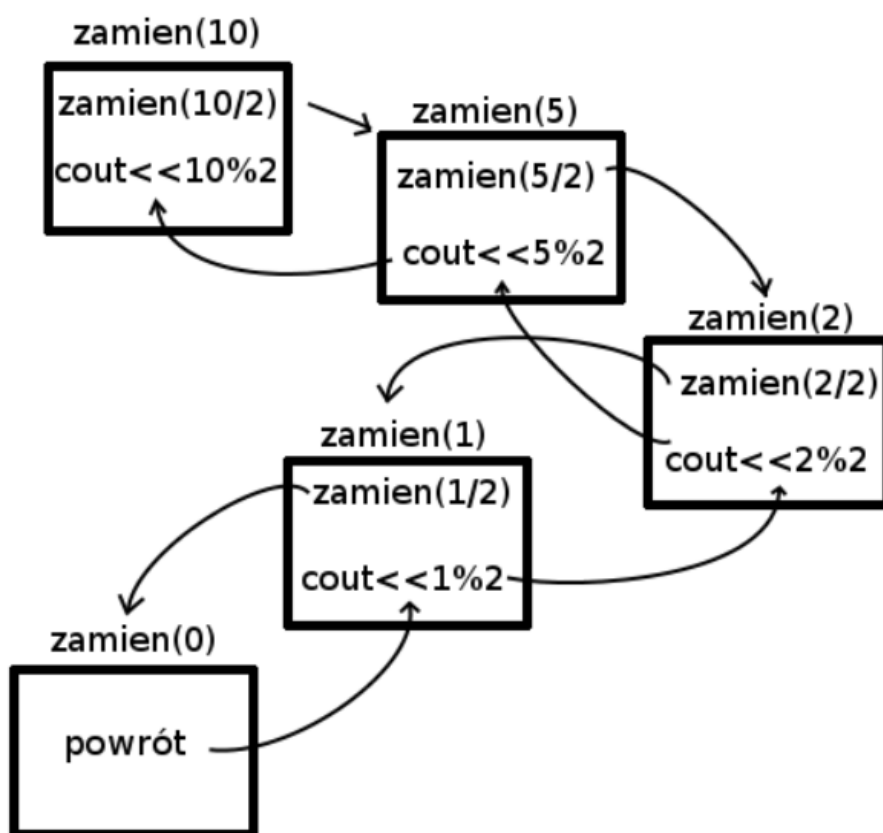 zamien(10)
zamien(10/2)
cout<<10%2
zamien(5)
zamien(5/2)
cout<<5%2
zamien(2)
zamien(2/2)
cout<<2%2
zamien(1)
zamien(1/2)
cout<<1%2
zamien(0)
powrót